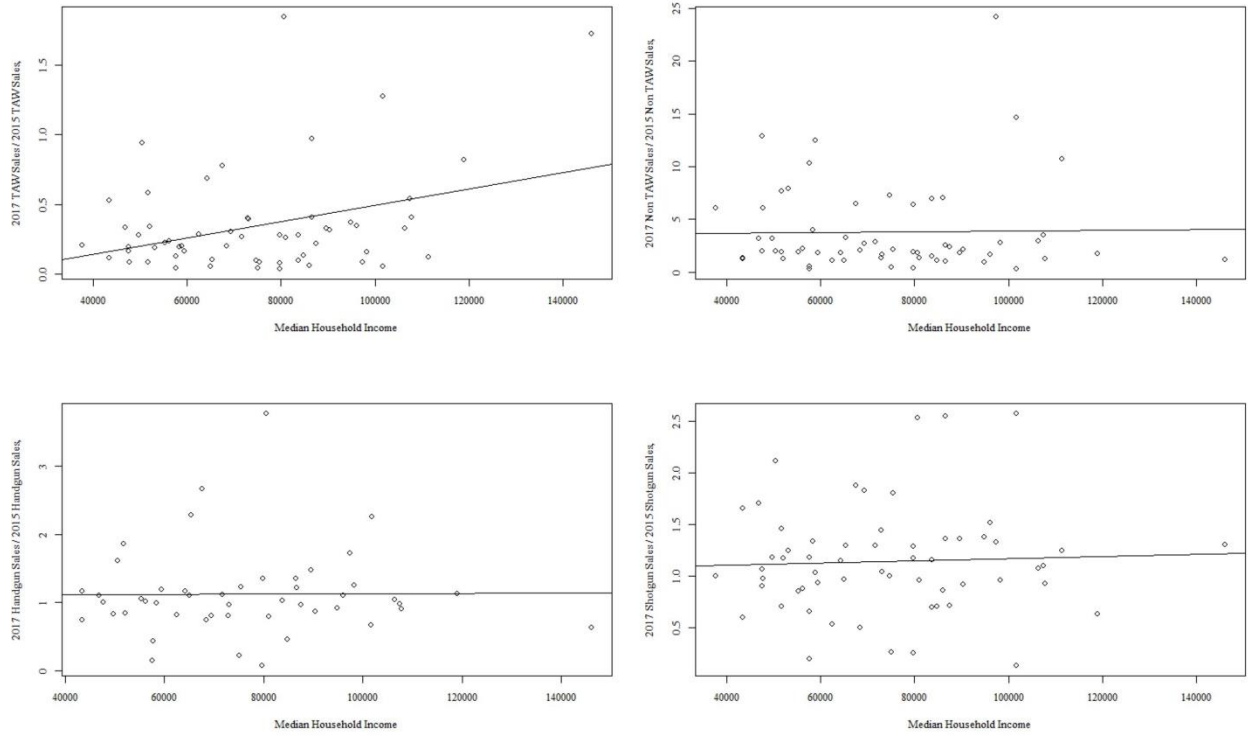 2017 TAW Sales / 2015 TAW Sales,
1.5
1.0
0.5
0.0
40000 60000 80000 100000 120000 140000
Median Household Income
2017 Non TAW Sales / 2015 Non TAW Sales,
25
20
15
10
5
0
40000 60000 80000 100000 120000 140000
Median Household Income
2017 Handgun Sales / 2015 Handgun Sales,
3
2
1
0
40000 60000 80000 100000 120000 140000
Median Household Income
2017 Shotgun Sales / 2015 Shotgun Sales,
2.5
2.0
1.5
1.0
0.5
40000 60000 80000 100000 120000 140000
Median Household Income